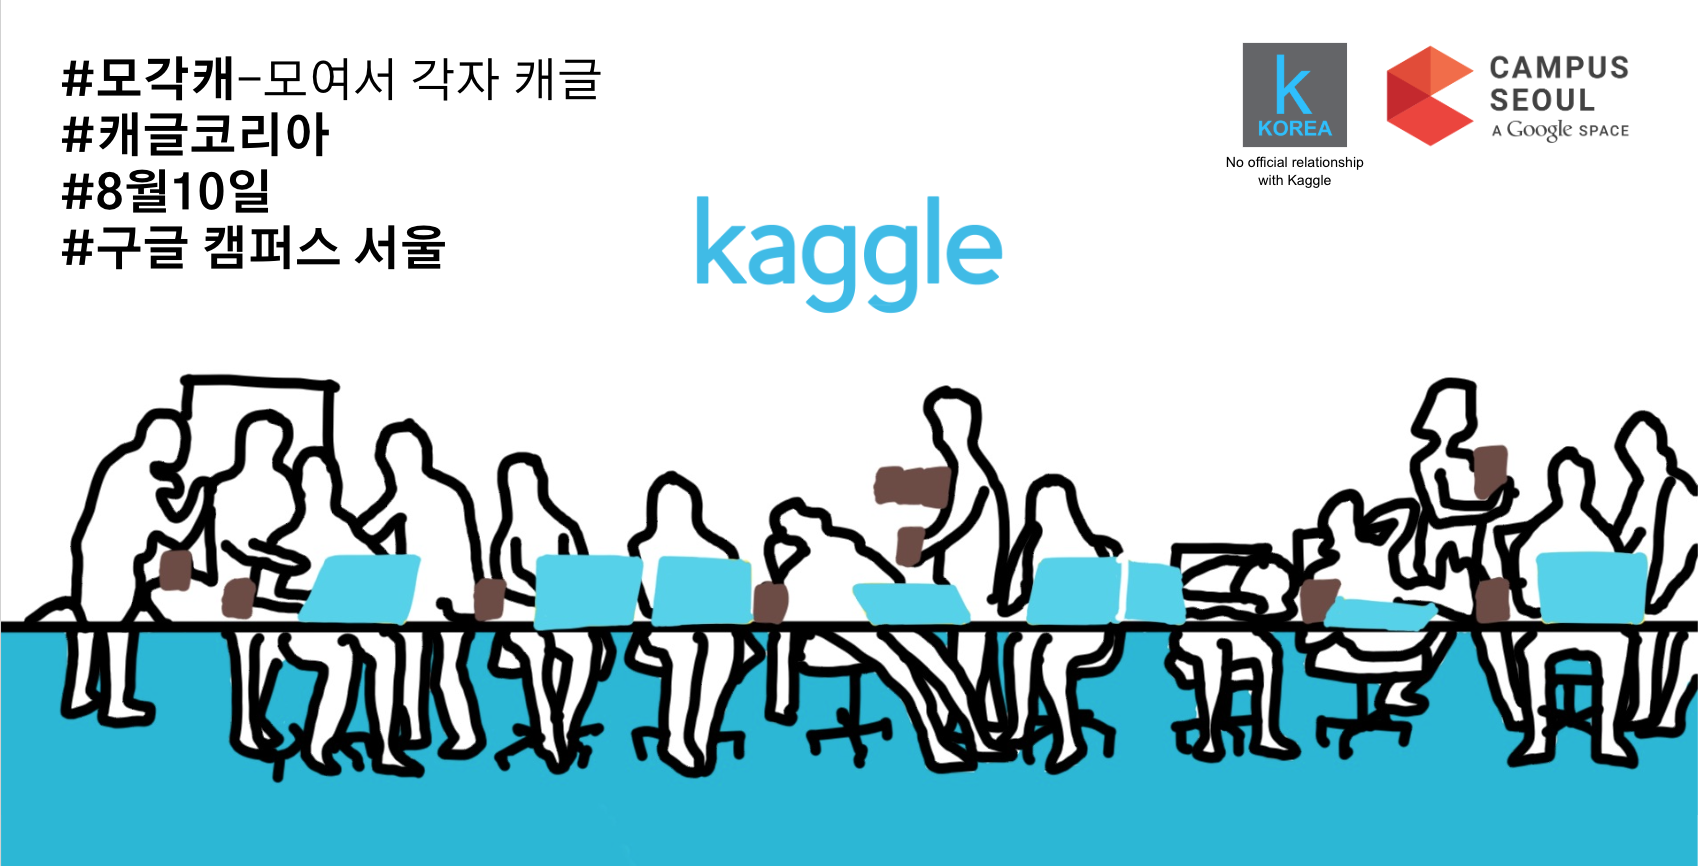 #모각캐-모여서 각자 캐글
#캐글코리아
#8월10일
#구글 캠퍼스 서울
k
KOREA
No official relationship
with Kaggle
CAMPUS
SEOUL
A Google SPACE
kaggle